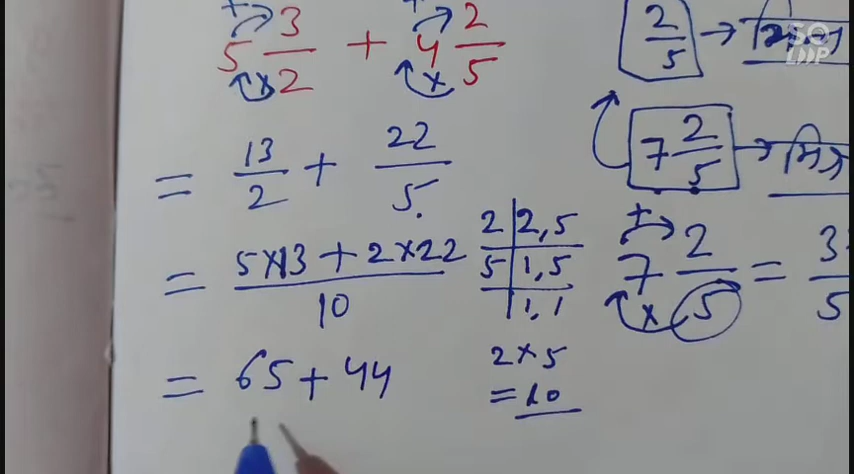 5 3/2 + 4 2/5
= 13/2 + 22/5
= (5×13 + 2×22)/10
= 65 + 44
2 | 2, 5
5 | 1, 5
| 1, 1
2 × 5
= 10
2/5 →
7 2/5 →
7 2/5 = 3 /5
+
×
+
×
+
×